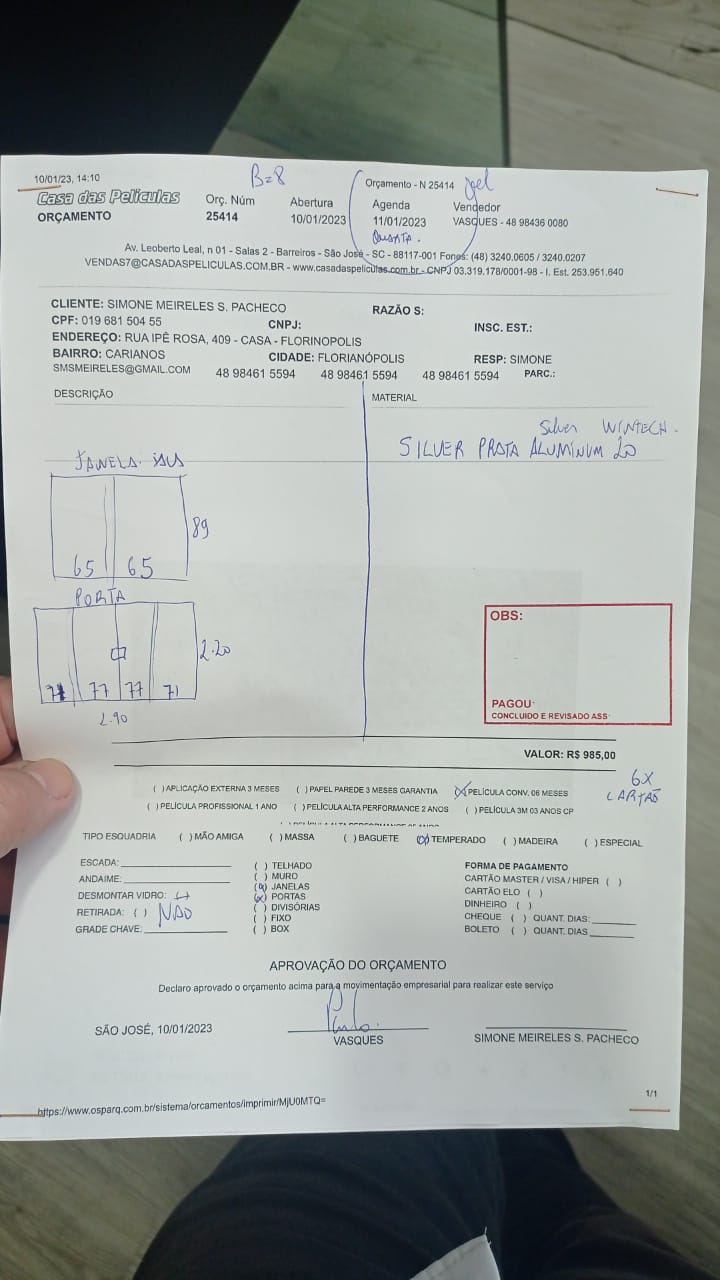 10/01/23, 14:10
B=8
Orçamento - N 25414
Joel
Casa das Películas
ORÇAMENTO
Orç. Núm
25414
Abertura
10/01/2023
Agenda
11/01/2023
QUARTA.
Vendedor
VASQUES - 48 98436 0080
Av. Leoberto Leal, n 01 - Salas 2 - Barreiros - São José - SC - 88117-001 Fones: (48) 3240.0605 / 3240.0207
VENDAS7@CASADASPELICULAS.COM.BR - www.casadaspeliculas.com.br - CNPJ 03.319.178/0001-98 - I. Est. 253.951.640
CLIENTE: SIMONE MEIRELES S. PACHECO
RAZÃO S:
CPF: 019 681 504 55
CNPJ:
INSC. EST.:
ENDEREÇO: RUA IPÊ ROSA, 409 - CASA - FLORINOPOLIS
BAIRRO: CARIANOS
CIDADE: FLORIANÓPOLIS
RESP: SIMONE
SMSMEIRELES@GMAIL.COM
48 98461 5594
48 98461 5594
48 98461 5594
PARC.:
DESCRIÇÃO
MATERIAL
Silver WINTECH.
SILVER PRATA ALUMINUM 20
JANELA
89
65 65
PORTA
2.20
71 77 77 71
2.90
OBS:
PAGOU:
CONCLUIDO E REVISADO ASS:
VALOR: R$ 985,00
6X
CARTÃO
( ) APLICAÇÃO EXTERNA 3 MESES ( ) PAPEL PAREDE 3 MESES GARANTIA (X) PELÍCULA CONV. 06 MESES
( ) PELÍCULA PROFISSIONAL 1 ANO ( ) PELÍCULA ALTA PERFORMANCE 2 ANOS ( ) PELÍCULA 3M 03 ANOS CP
TIPO ESQUADRIA ( ) MÃO AMIGA ( ) MASSA ( ) BAGUETE (X) TEMPERADO ( ) MADEIRA ( ) ESPECIAL
ESCADA:
ANDAIME:
DESMONTAR VIDRO:
RETIRADA: ( ) NÃO
GRADE CHAVE:
( ) TELHADO
( ) MURO
(X) JANELAS
(X) PORTAS
( ) DIVISÓRIAS
( ) FIXO
( ) BOX
FORMA DE PAGAMENTO
CARTÃO MASTER / VISA / HIPER ( )
CARTÃO ELO ( )
DINHEIRO ( )
CHEQUE ( ) QUANT. DIAS:
BOLETO ( ) QUANT. DIAS
APROVAÇÃO DO ORÇAMENTO
Declaro aprovado o orçamento acima para a movimentação empresarial para realizar este serviço
SÃO JOSÉ, 10/01/2023
VASQUES
SIMONE MEIRELES S. PACHECO
https://www.osparq.com.br/sistema/orcamentos/imprimir/MjU0MTQ=
1/1